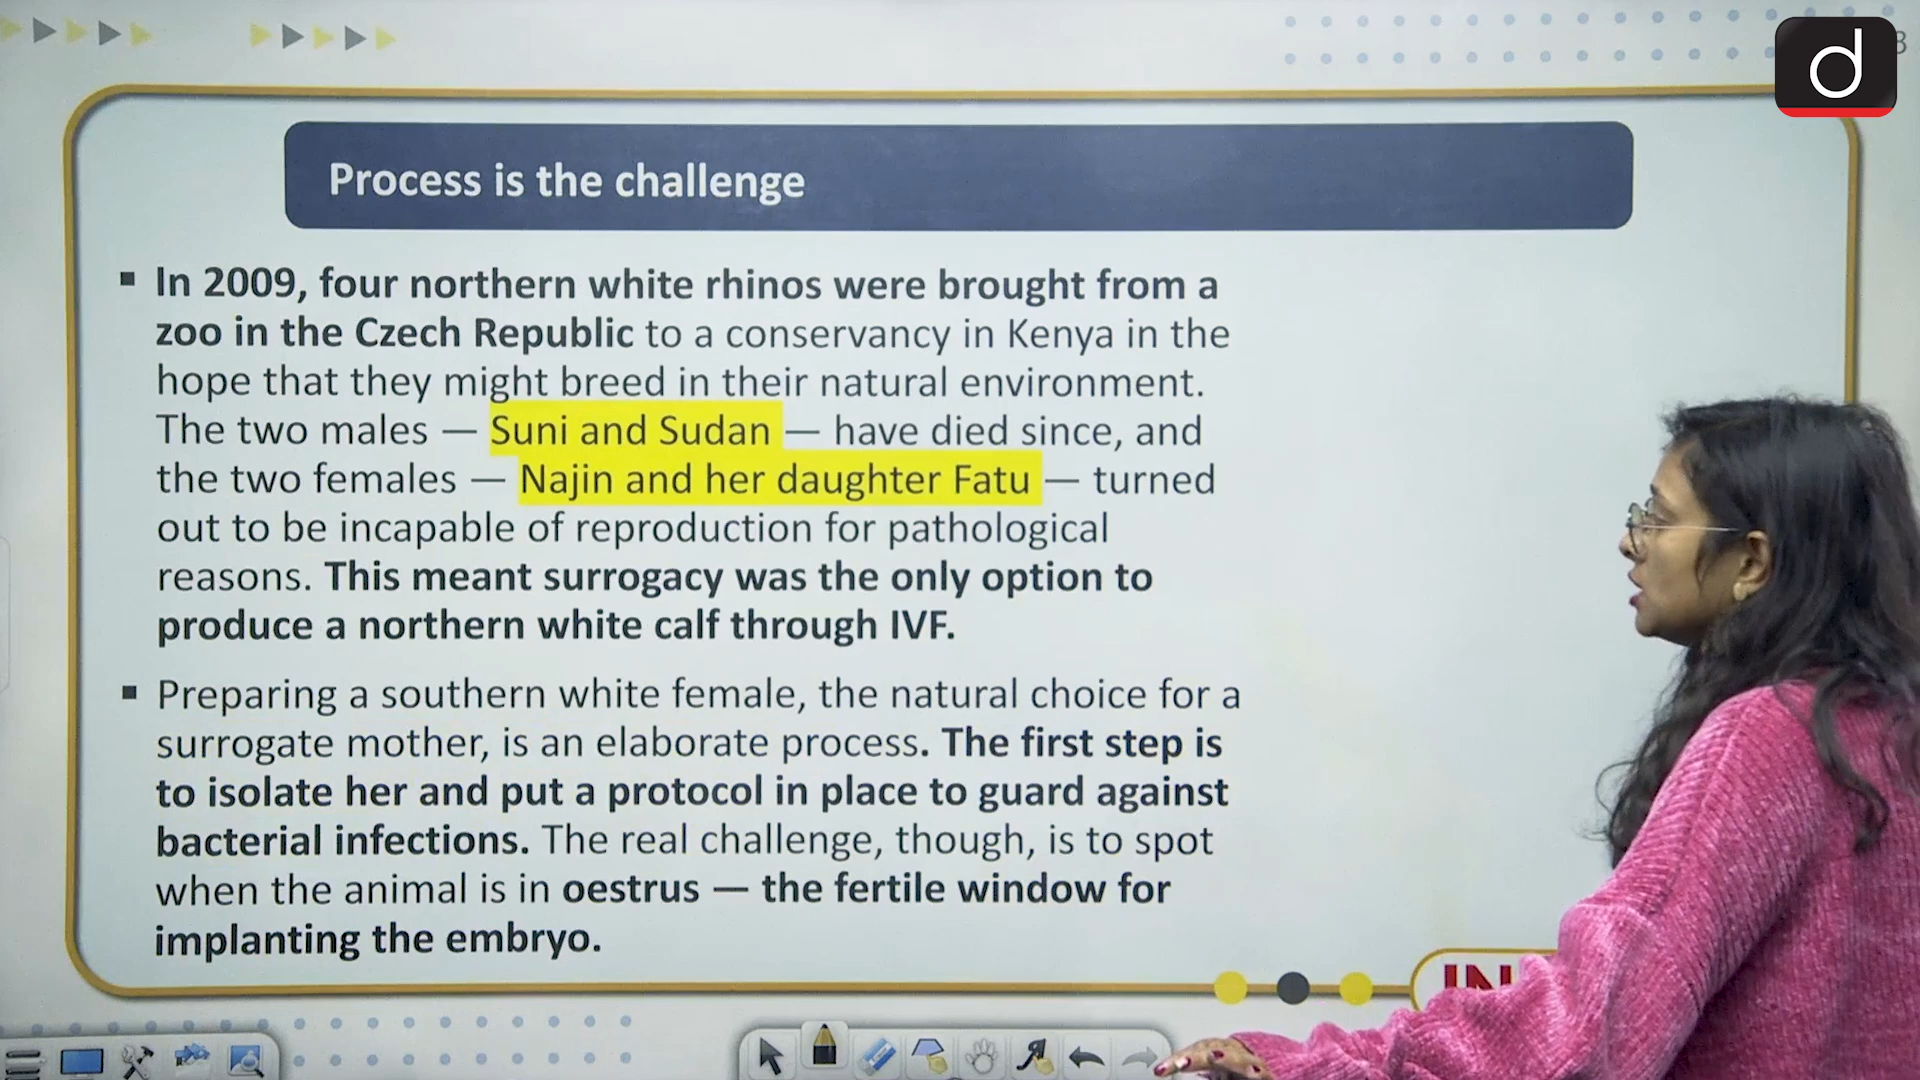 d
Process is the challenge
▪ In 2009, four northern white rhinos were brought from a
zoo in the Czech Republic to a conservancy in Kenya in the
hope that they might breed in their natural environment.
The two males — Suni and Sudan — have died since, and
the two females — Najin and her daughter Fatu — turned
out to be incapable of reproduction for pathological
reasons. This meant surrogacy was the only option to
produce a northern white calf through IVF.
▪ Preparing a southern white female, the natural choice for a
surrogate mother, is an elaborate process. The first step is
to isolate her and put a protocol in place to guard against
bacterial infections. The real challenge, though, is to spot
when the animal is in oestrus — the fertile window for
implanting the embryo.